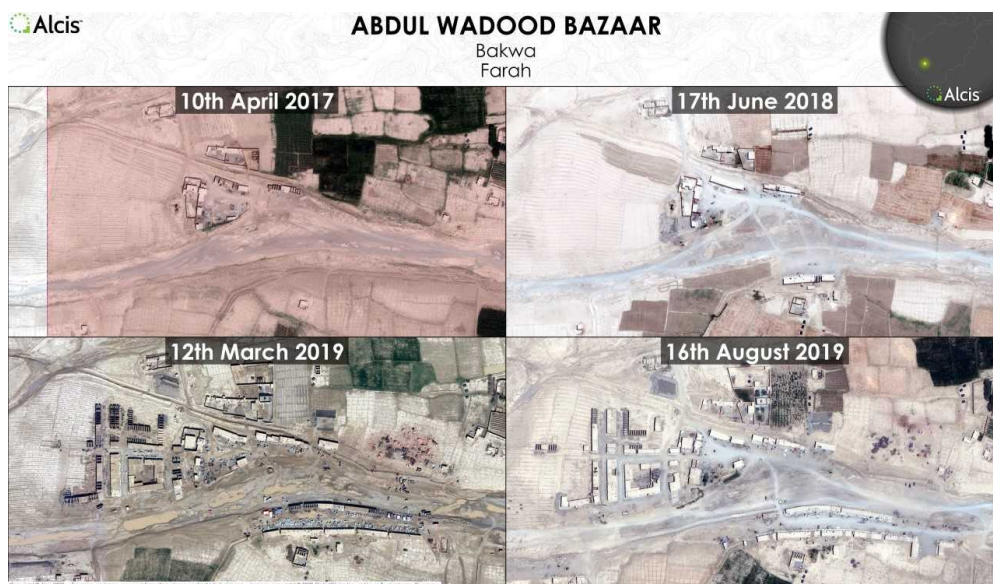 Alcis
ABDUL WADOOD BAZAAR
Bakwa
Farah
Alcis
10th April 2017
17th June 2018
12th March 2019
16th August 2019